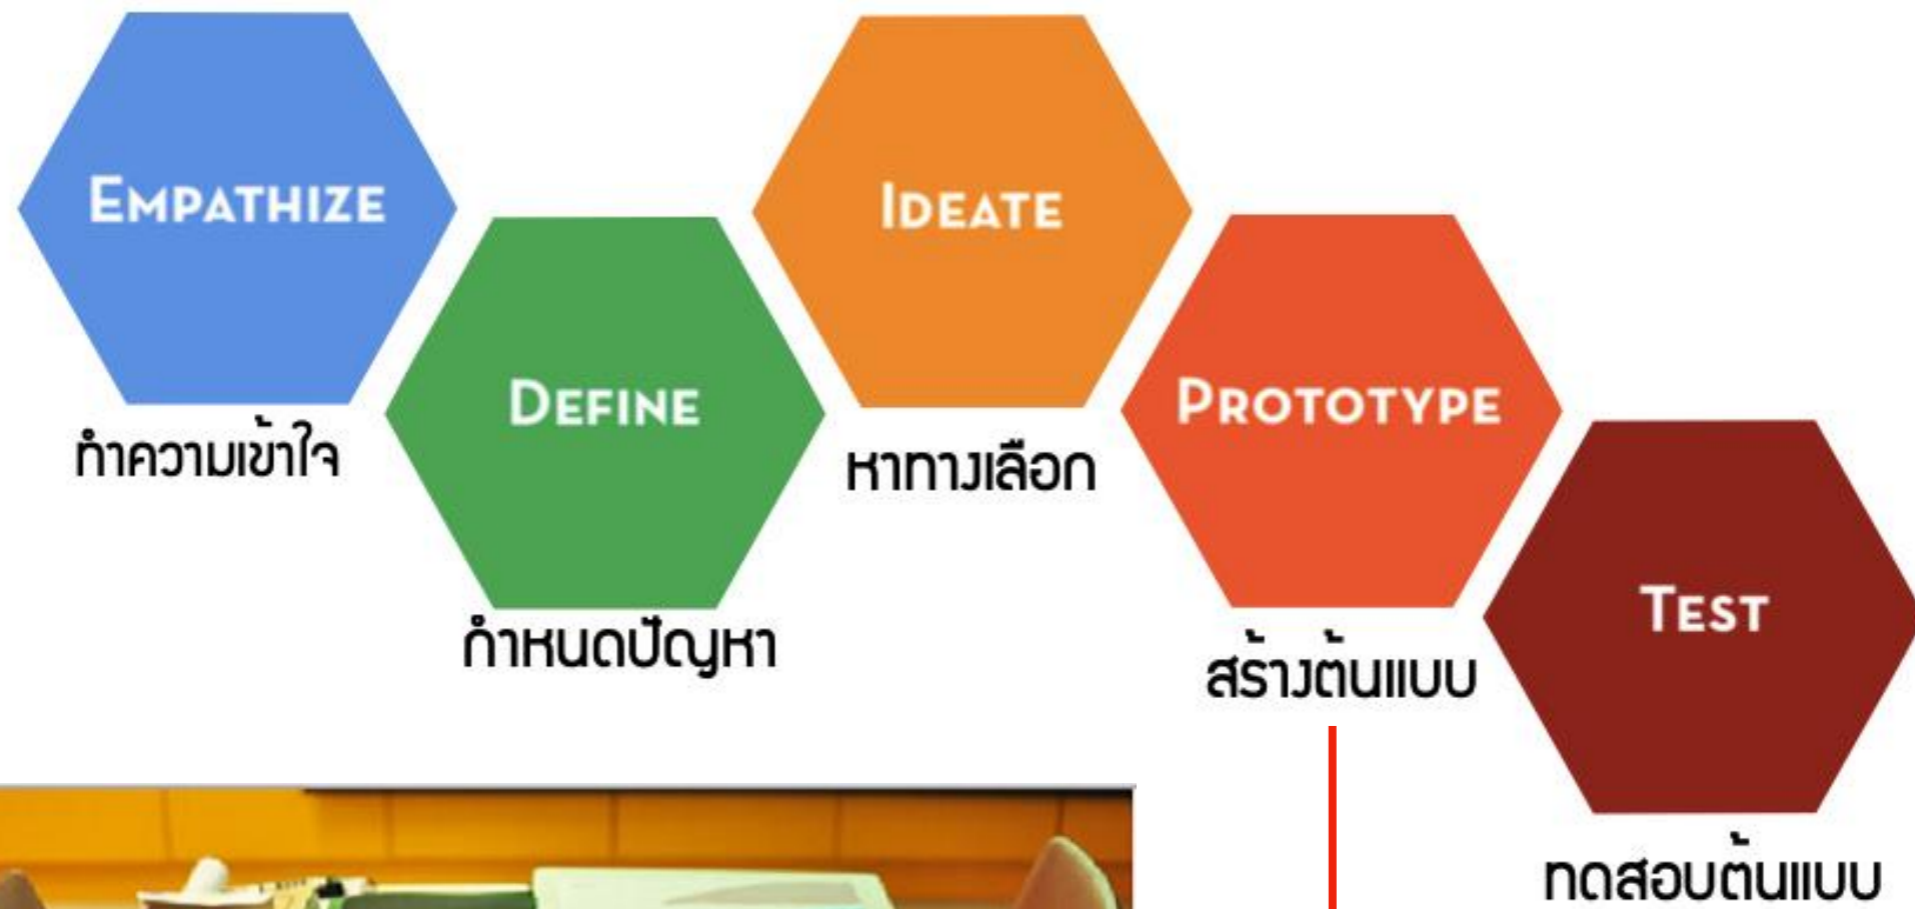 EMPATHIZE
ทำความเข้าใจ
DEFINE
กำหนดปัญหา
IDEATE
หาทางเลือก
PROTOTYPE
สร้างต้นแบบ
TEST
ทดสอบต้นแบบ